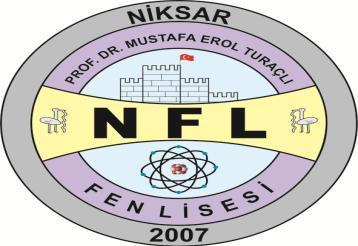 NİKSAR
PROF. DR. MUSTAFA EROL TURAÇLI
NFL
FEN LİSESİ
2007